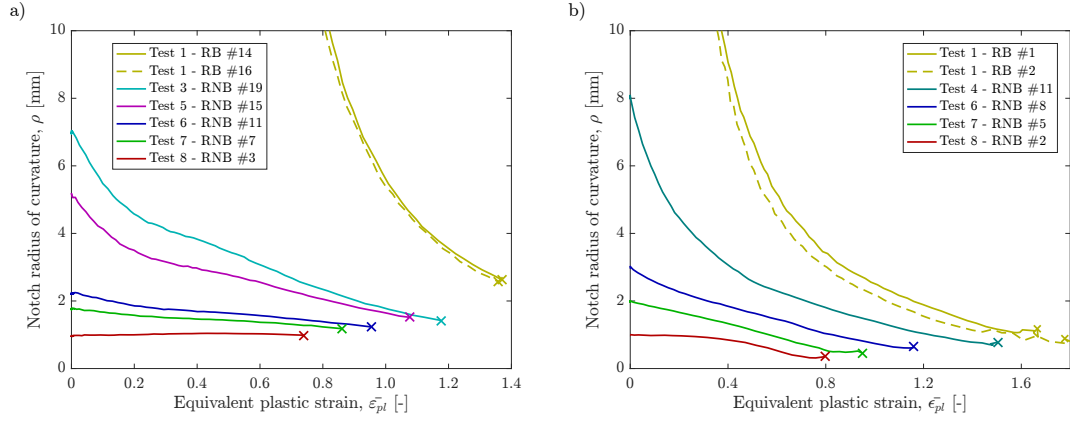 a)
Notch radius of curvature, ρ [mm]
10
8
6
4
2
0
Test 1 - RB #14
Test 1 - RB #16
Test 3 - RNB #19
Test 5 - RNB #15
Test 6 - RNB #11
Test 7 - RNB #7
Test 8 - RNB #3
0 0.2 0.4 0.6 0.8 1.0 1.2 1.4
Equivalent plastic strain, ε̄_pl [-]
b)
Notch radius of curvature, ρ [mm]
10
8
6
4
2
0
Test 1 - RB #1
Test 1 - RB #2
Test 4 - RNB #11
Test 6 - RNB #8
Test 7 - RNB #5
Test 8 - RNB #2
0 0.4 0.8 1.2 1.6
Equivalent plastic strain, ϵ̄_pl [-]